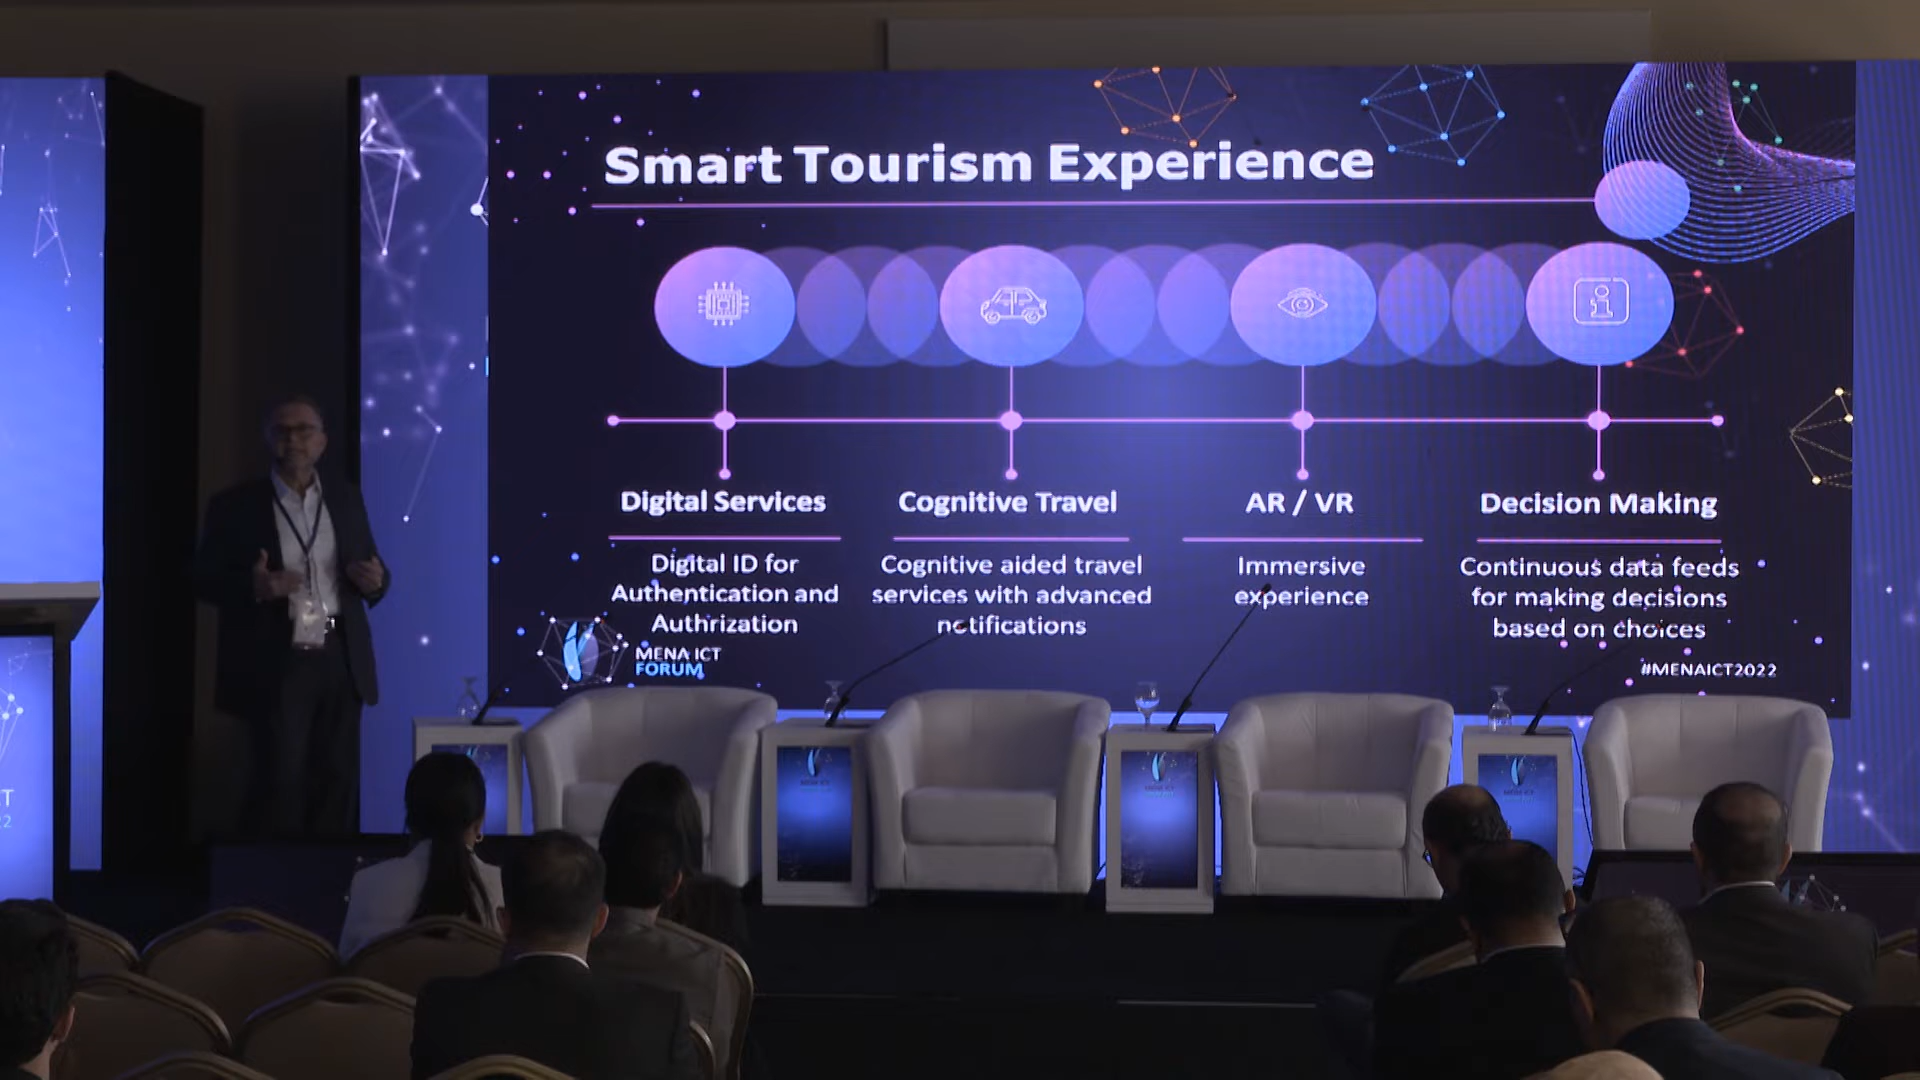 Smart Tourism Experience
Digital Services
Digital ID for
Authentication and
Authrization
Cognitive Travel
Cognitive aided travel
services with advanced
notifications
AR / VR
Immersive
experience
Decision Making
Continuous data feeds
for making decisions
based on choices
MENA ICT
FORUM
#MENAICT2022